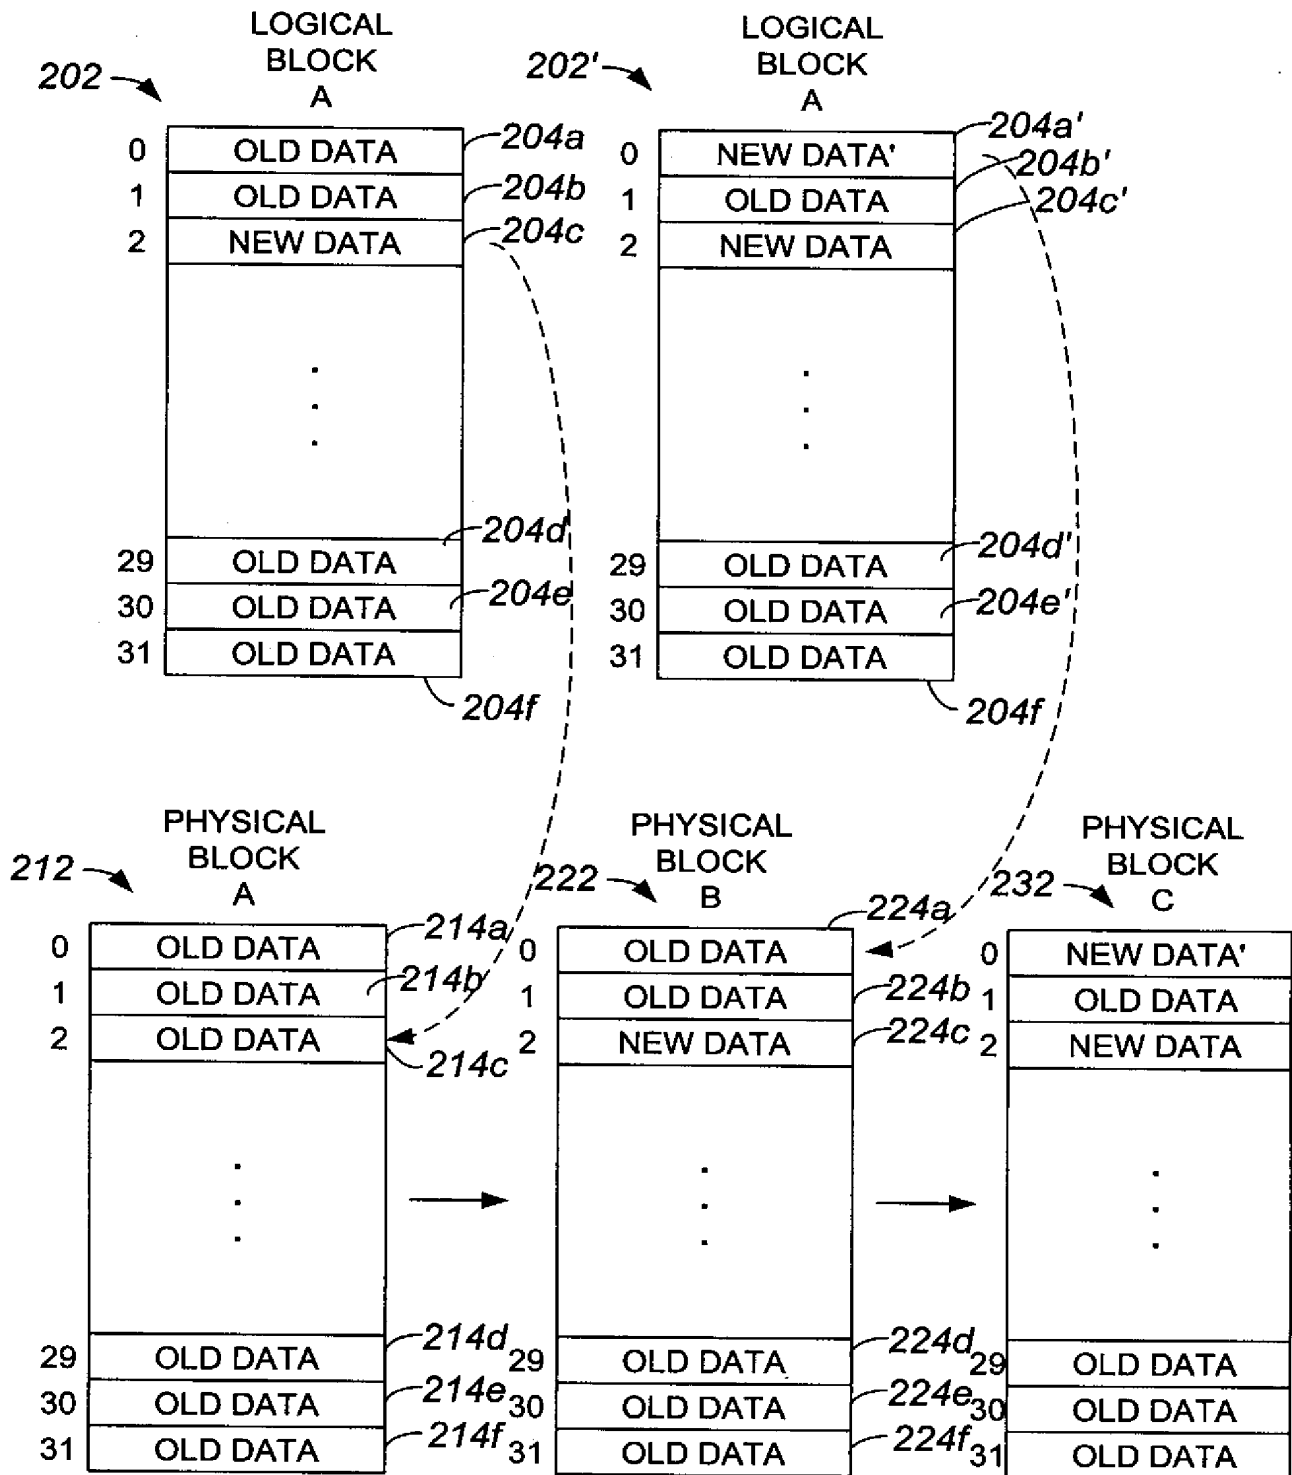 LOGICAL
BLOCK
A
202
0 OLD DATA 204a
1 OLD DATA 204b
2 NEW DATA 204c
29 OLD DATA 204d
30 OLD DATA 204e
31 OLD DATA
204f
LOGICAL
BLOCK
A
202'
0 NEW DATA' 204a'
1 OLD DATA 204b'
2 NEW DATA 204c'
29 OLD DATA 204d'
30 OLD DATA 204e'
31 OLD DATA
204f
PHYSICAL
BLOCK
A
212
0 OLD DATA 214a
1 OLD DATA 214b
2 OLD DATA
214c
29 OLD DATA 214d
30 OLD DATA 214e
31 OLD DATA 214f
PHYSICAL
BLOCK
B
222
0 OLD DATA 224a
1 OLD DATA 224b
2 NEW DATA 224c
29 OLD DATA 224d
30 OLD DATA 224e
31 OLD DATA 224f
PHYSICAL
BLOCK
C
232
0 NEW DATA'
1 OLD DATA
2 NEW DATA
29 OLD DATA
30 OLD DATA
31 OLD DATA